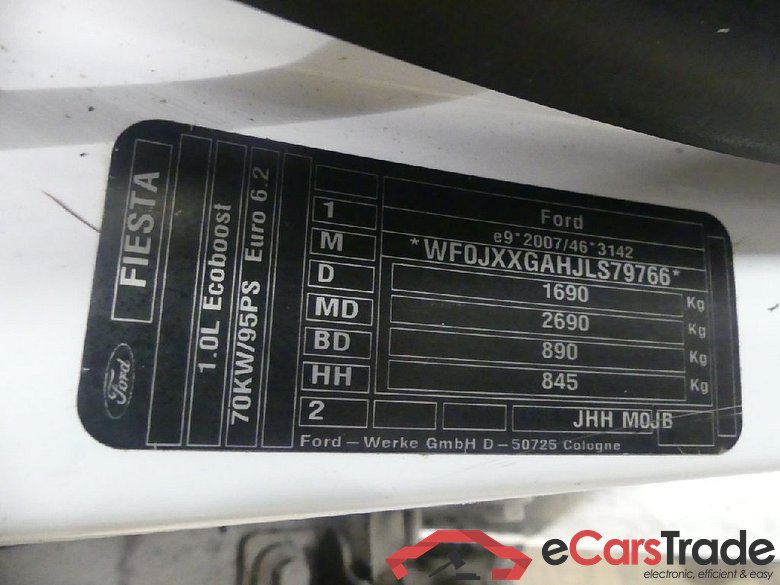 Ford
e9*2007/46*3142
*WF0JXXGAHJLS79766*
1690 Kg
2690 Kg
890 Kg
845 Kg
1
M
D
MD
BD
HH
2
JHH M0JB
Ford-Werke GmbH D-50725 Cologne
FIESTA
Ford
1.0L Ecoboost
70KW/95PS Euro 6.2
eCarsTrade
electronic, efficient & easy